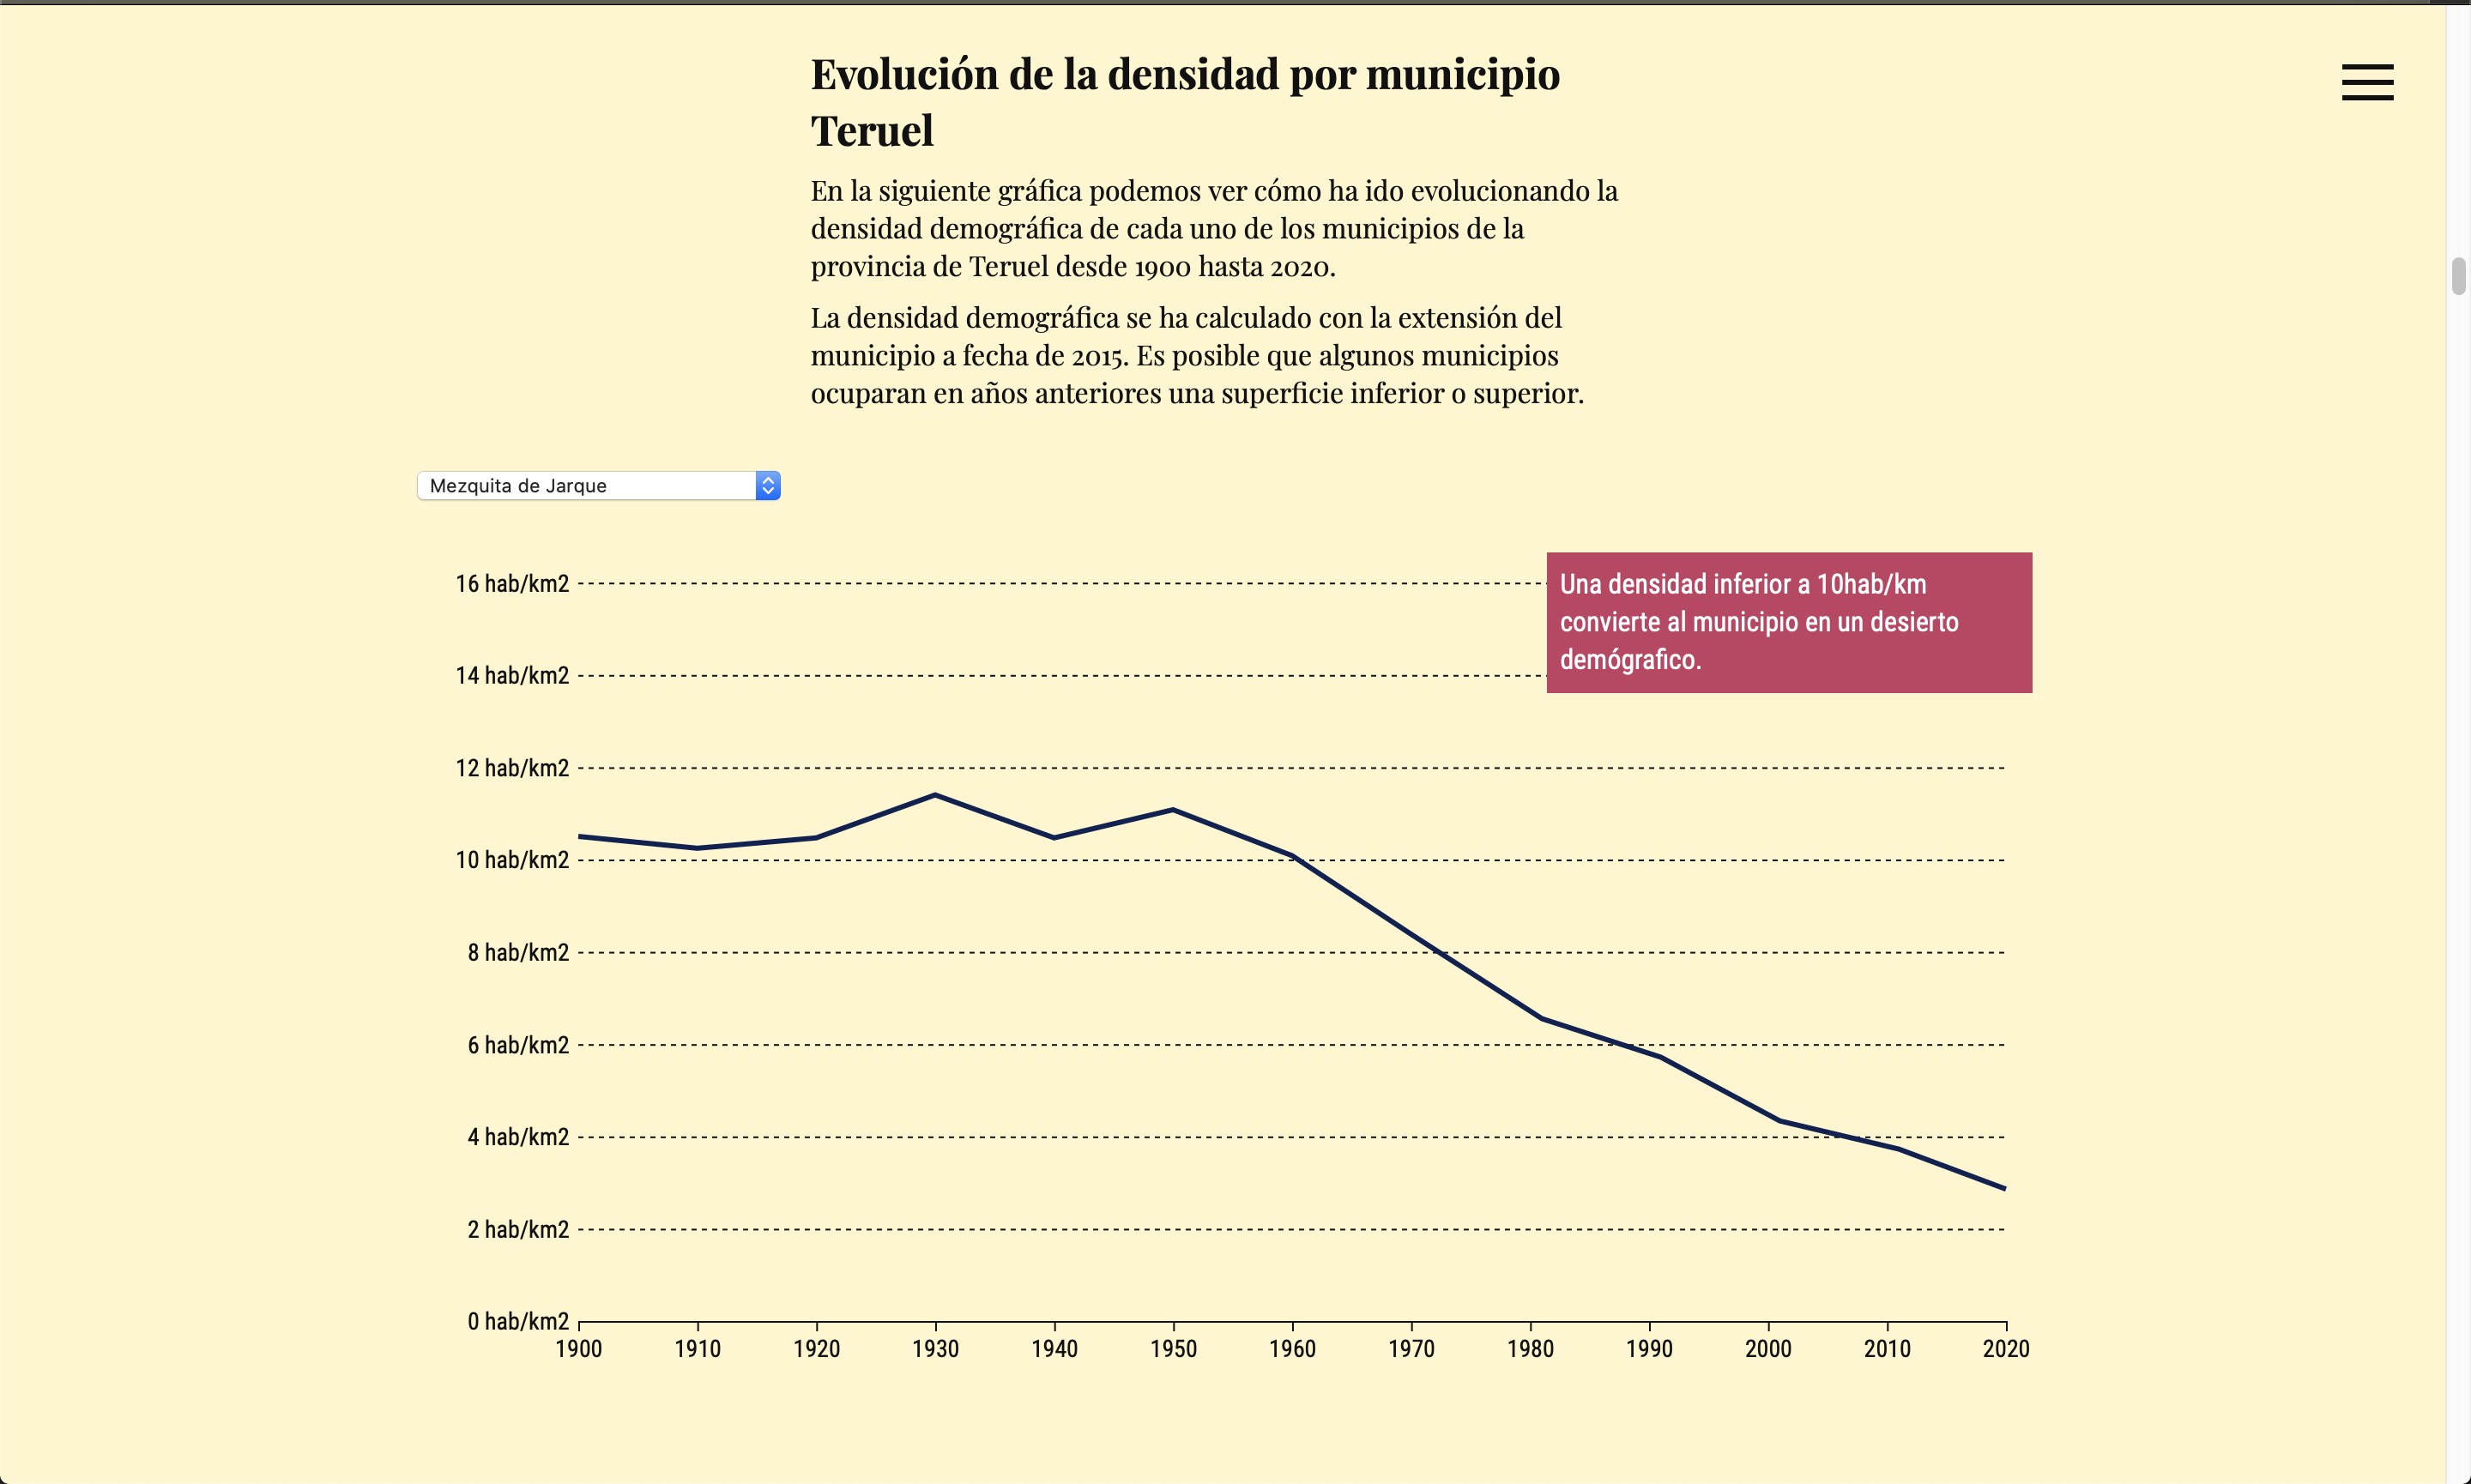 Evolución de la densidad por municipio
Teruel
En la siguiente gráfica podemos ver cómo ha ido evolucionando la
densidad demográfica de cada uno de los municipios de la
provincia de Teruel desde 1900 hasta 2020.
La densidad demográfica se ha calculado con la extensión del
municipio a fecha de 2015. Es posible que algunos municipios
ocuparan en años anteriores una superficie inferior o superior.
Mezquita de Jarque
Una densidad inferior a 10hab/km
convierte al municipio en un desierto
demógrafico.
16 hab/km2
14 hab/km2
12 hab/km2
10 hab/km2
8 hab/km2
6 hab/km2
4 hab/km2
2 hab/km2
0 hab/km2
1900 1910 1920 1930 1940 1950 1960 1970 1980 1990 2000 2010 2020